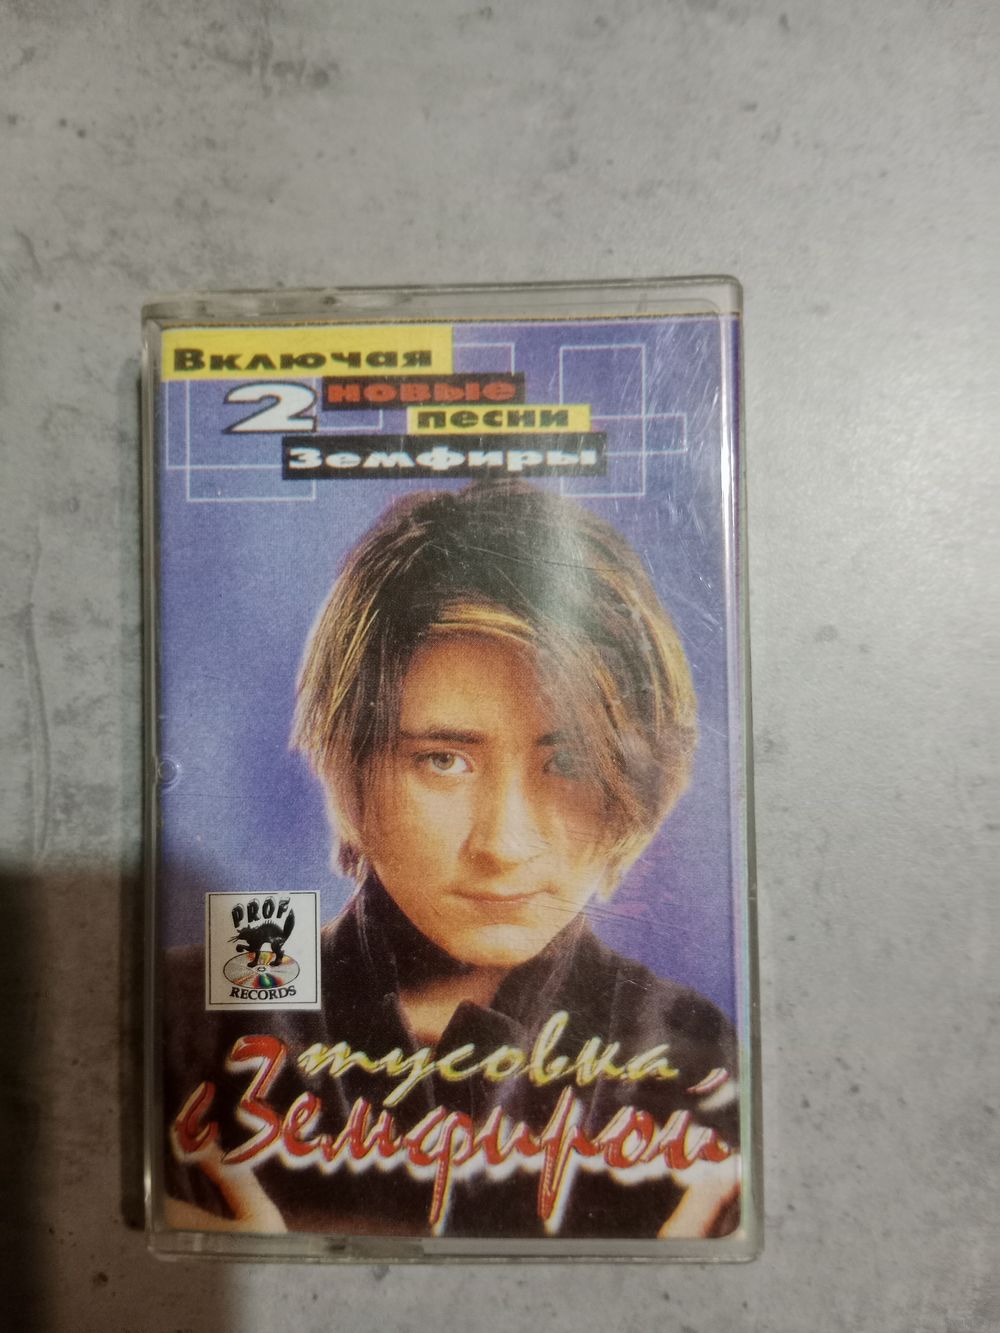 Включая
2 новые
песни
Земфиры
PROF
RECORDS
тусовка
с Земфирой